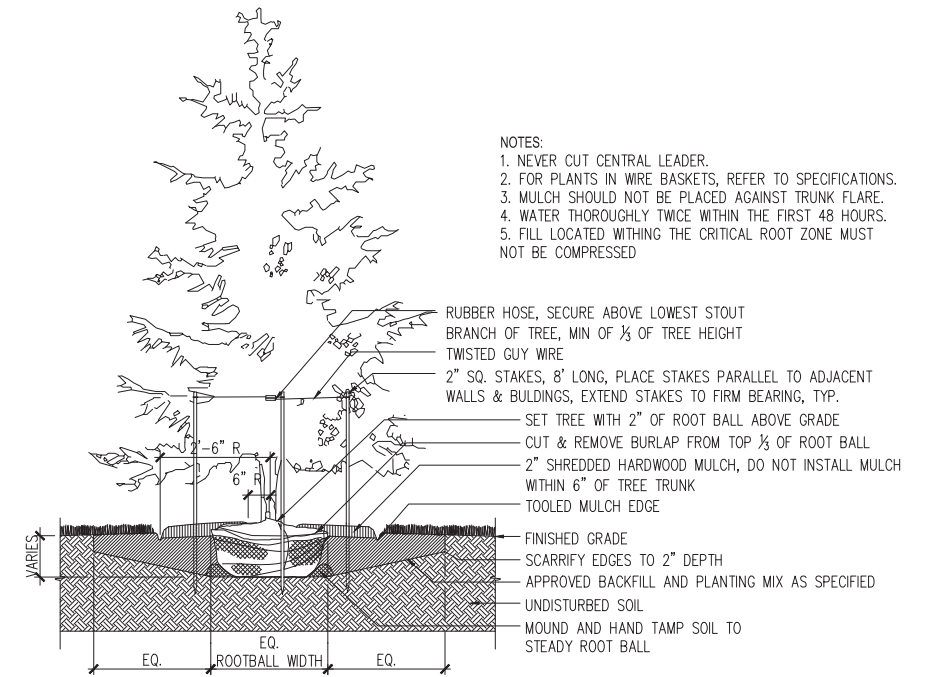 NOTES:
1. NEVER CUT CENTRAL LEADER.
2. FOR PLANTS IN WIRE BASKETS, REFER TO SPECIFICATIONS.
3. MULCH SHOULD NOT BE PLACED AGAINST TRUNK FLARE.
4. WATER THOROUGHLY TWICE WITHIN THE FIRST 48 HOURS.
5. FILL LOCATED WITHING THE CRITICAL ROOT ZONE MUST
NOT BE COMPRESSED
RUBBER HOSE, SECURE ABOVE LOWEST STOUT
BRANCH OF TREE, MIN OF ⅓ OF TREE HEIGHT
TWISTED GUY WIRE
2" SQ. STAKES, 8' LONG, PLACE STAKES PARALLEL TO ADJACENT
WALLS & BULDINGS, EXTEND STAKES TO FIRM BEARING, TYP.
SET TREE WITH 2" OF ROOT BALL ABOVE GRADE
CUT & REMOVE BURLAP FROM TOP ⅓ OF ROOT BALL
2" SHREDDED HARDWOOD MULCH, DO NOT INSTALL MULCH
WITHIN 6" OF TREE TRUNK
TOOLED MULCH EDGE
FINISHED GRADE
SCARRIFY EDGES TO 2" DEPTH
APPROVED BACKFILL AND PLANTING MIX AS SPECIFIED
UNDISTURBED SOIL
MOUND AND HAND TAMP SOIL TO
STEADY ROOT BALL
2'-6" R
6" R
VARIES
EQ.
EQ.
ROOTBALL WIDTH
EQ.